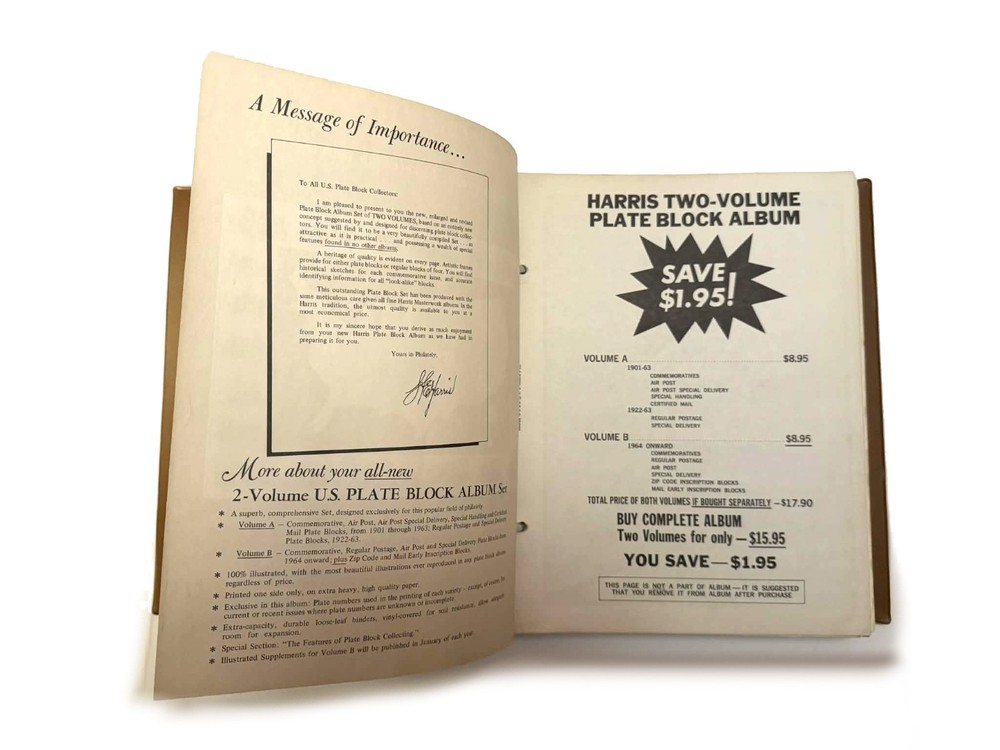 A Message of Importance...
To All U.S. Plate Block Collectors:
I am pleased to present to you the new, enlarged and revised
Plate Block Album Set of TWO VOLUMES, based on an entirely new
concept suggested by and designed for discerning plate block collec-
tors. You will find it to be a very beautifully compiled Set . . . as
attractive as it is practical . . . and possessing a wealth of special
features found in no other album.
A heritage of quality is evident on every page. Artistic frames
provide for either plate blocks or regular blocks of four. You will find
historical sketches for each commemorative issue, and unmistak
identifying information for all "look-alike" blocks.
This outstanding Plate Block Set has been produced with the
same meticulous care given all fine Harris Masterwork albums. In the
Harris tradition, the utmost quality is available to you at a
most economical price.
It is my sincere hope that you derive as much enjoyment
from your new Harris Plate Block Album as we have had in
preparing it for you.
Yours in Philately,
More about your all-new
2-Volume U.S. PLATE BLOCK ALBUM Set
* A superb, comprehensive Set, designed exclusively for this popular field of philately.
* Volume A — Commemorative, Air Post, Air Post Special Delivery, Special Handling and Certified
Mail Plate Blocks, from 1901 through 1963; Regular Postage and Special Delivery
Plate Blocks, 1922-63.
* Volume B — Commemorative, Regular Postage, Air Post and Special Delivery Plate Blocks from
1964 onward; plus Zip Code and Mail Early Inscription Blocks.
* 100% illustrated, with the most beautiful illustrations ever reproduced in any plate block album
regardless of price.
* Printed one side only, on extra heavy, high quality paper.
* Exclusive in this album: Plate numbers used in the printing of each variety — except, of course, for
current or recent issues where plate numbers are unknown or incomplete.
* Extra-capacity, durable loose-leaf binders, vinyl-covered for soil resistance, allow
room for expansion.
* Special Section: "The Features of Plate Block Collecting."
* Illustrated Supplements for Volume B will be published in January of each year.
HARRIS TWO-VOLUME
PLATE BLOCK ALBUM
SAVE
$1.95!
VOLUME A $8.95
1901-63
COMMEMORATIVES
AIR POST
AIR POST SPECIAL DELIVERY
SPECIAL HANDLING
CERTIFIED MAIL
1922-63
REGULAR POSTAGE
SPECIAL DELIVERY
VOLUME B $8.95
1964 ONWARD
COMMEMORATIVES
REGULAR POSTAGE
AIR POST
SPECIAL DELIVERY
ZIP CODE INSCRIPTION BLOCKS
MAIL EARLY INSCRIPTION BLOCKS
TOTAL PRICE OF BOTH VOLUMES IF BOUGHT SEPARATELY —$17.90
BUY COMPLETE ALBUM
Two Volumes for only — $15.95
YOU SAVE — $1.95
THIS PAGE IS NOT A PART OF ALBUM — IT IS SUGGESTED
THAT YOU REMOVE IT FROM ALBUM AFTER PURCHASE